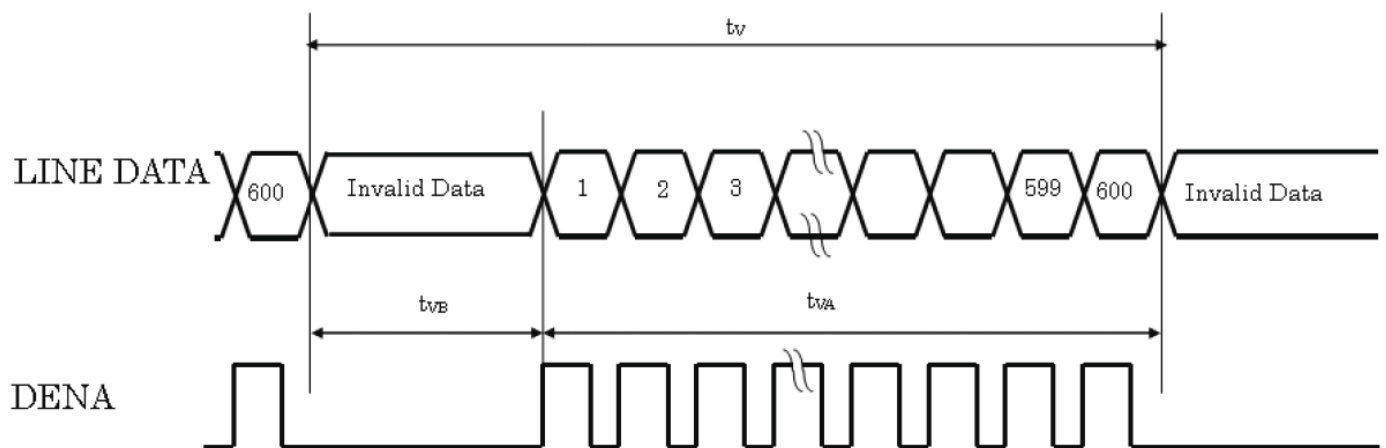 tV
LINE DATA
600
Invalid Data
1
2
3
599
600
Invalid Data
tVB
tVA
DENA